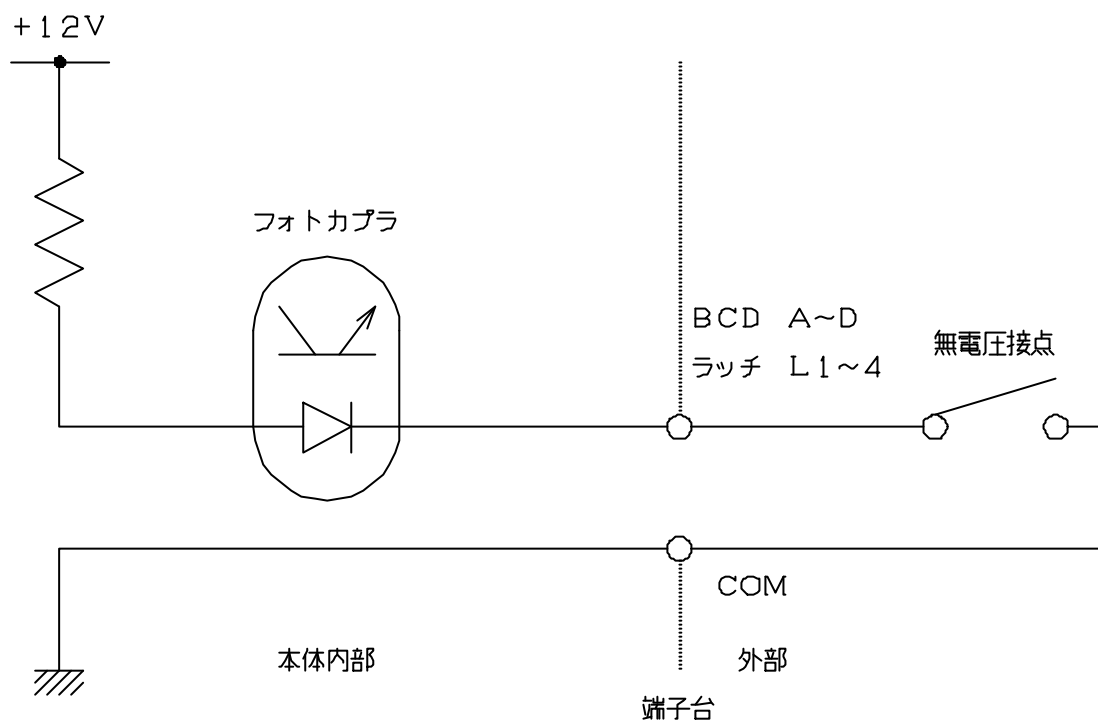 +12V
フォトカプラ
BCD A~D
ラッチ L1~4
無電圧接点
COM
本体内部
外部
端子台